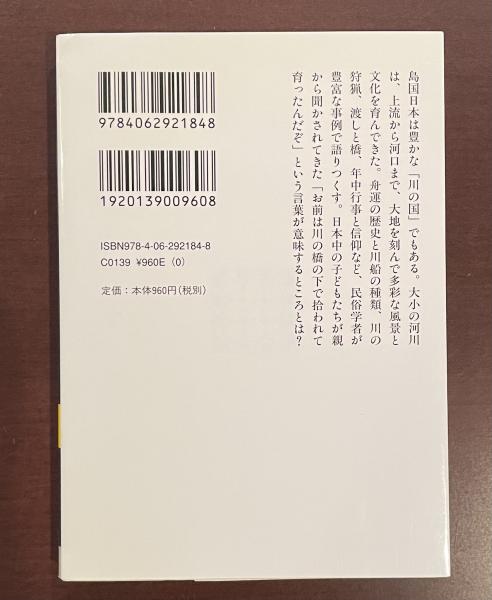 島国日本は豊かな「川の国」でもある。大小の河川
は、上流から河口まで、大地を刻んで多彩な風景と
文化を育んできた。舟運の歴史と川船の種類、川の
狩猟、渡しと橋、年中行事と信仰など、民俗学者が
豊富な事例で語りつくす。日本中の子どもたちが親
から聞かされてきた「お前は川の橋の下で拾われて
育ったんだぞ」という言葉が意味するところとは？
9784062921848
1920139009608
ISBN978-4-06-292184-8
C0139 ¥960E (0)
定価：本体960円(税別)